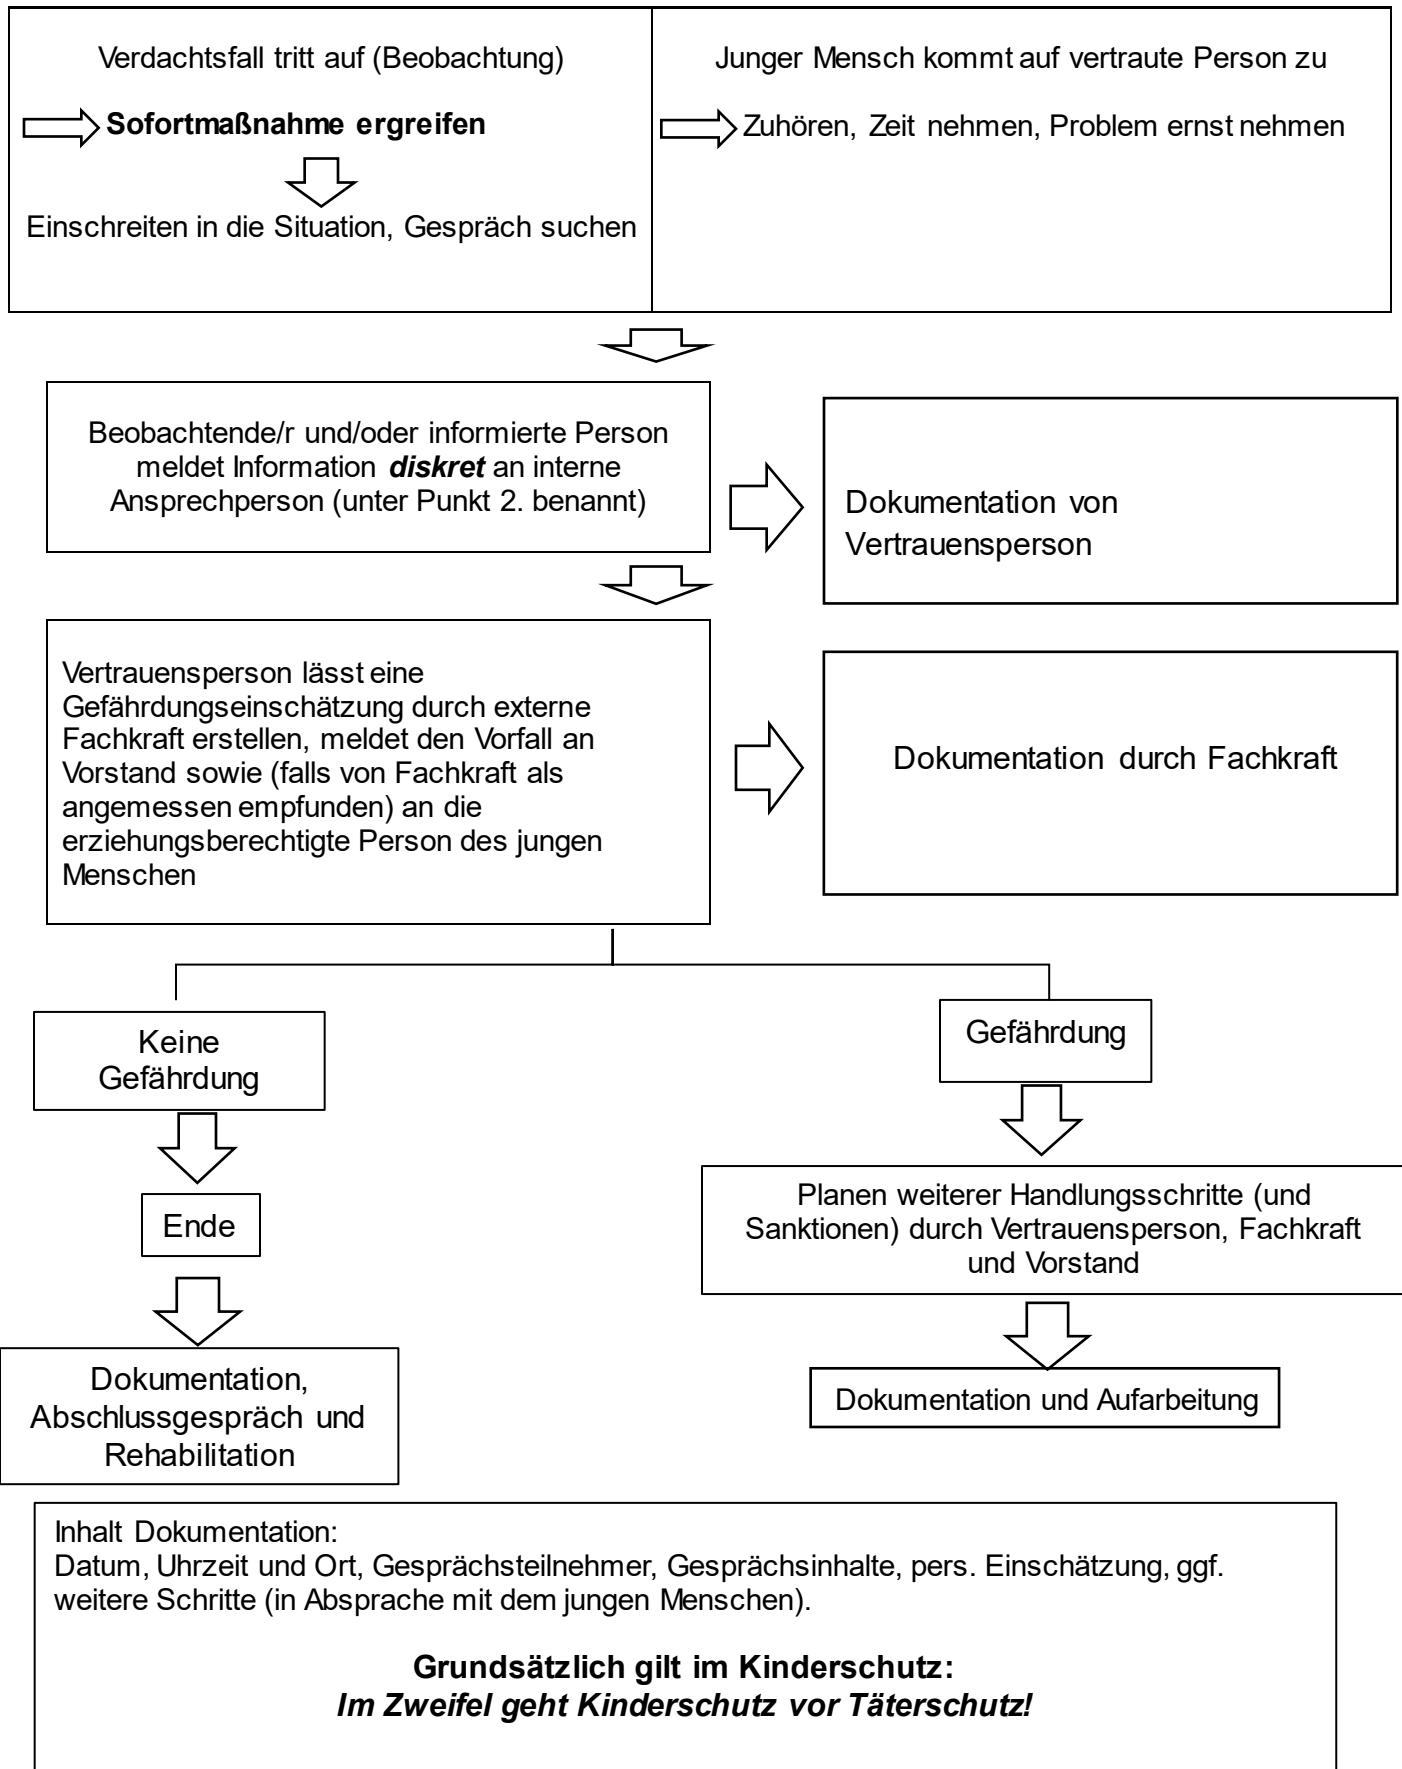 Verdachtsfall tritt auf (Beobachtung)
Sofortmaßnahme ergreifen
Einschreiten in die Situation, Gespräch suchen
Junger Mensch kommt auf vertraute Person zu
Zuhören, Zeit nehmen, Problem ernst nehmen
Beobachtende/r und/oder informierte Person
meldet Information diskret an interne
Ansprechperson (unter Punkt 2. benannt)
Dokumentation von
Vertrauensperson
Vertrauensperson lässt eine
Gefährdungseinschätzung durch externe
Fachkraft erstellen, meldet den Vorfall an
Vorstand sowie (falls von Fachkraft als
angemessen empfunden) an die
erziehungsberechtigte Person des jungen
Menschen
Dokumentation durch Fachkraft
Keine
Gefährdung
Ende
Dokumentation,
Abschlussgespräch und
Rehabilitation
Gefährdung
Planen weiterer Handlungsschritte (und
Sanktionen) durch Vertrauensperson, Fachkraft
und Vorstand
Dokumentation und Aufarbeitung
Inhalt Dokumentation:
Datum, Uhrzeit und Ort, Gesprächsteilnehmer, Gesprächsinhalte, pers. Einschätzung, ggf.
weitere Schritte (in Absprache mit dem jungen Menschen).
Grundsätzlich gilt im Kinderschutz:
Im Zweifel geht Kinderschutz vor Täterschutz!